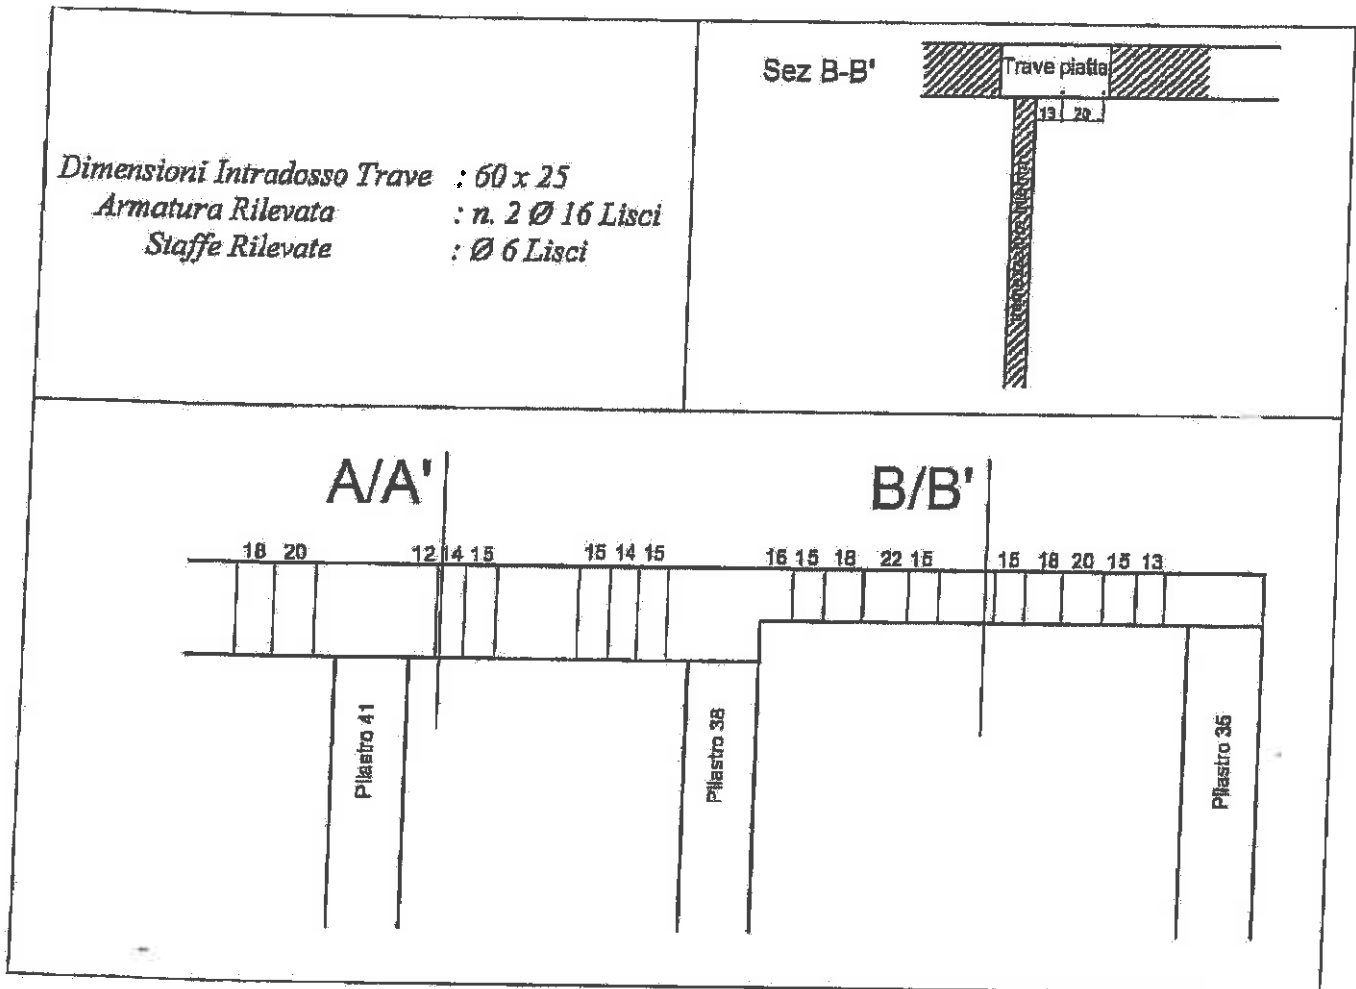 Dimensioni Intradosso Trave : 60 x 25
Armatura Rilevata : n. 2 Ø 16 Lisci
Staffe Rilevate : Ø 6 Lisci
Sez B-B'
Trave piatta
13 20
A/A'
B/B'
18 20 12 14 15 15 14 15 16 15 18 22 15 15 18 20 15 13
Pilastro 41
Pilastro 38
Pilastro 35